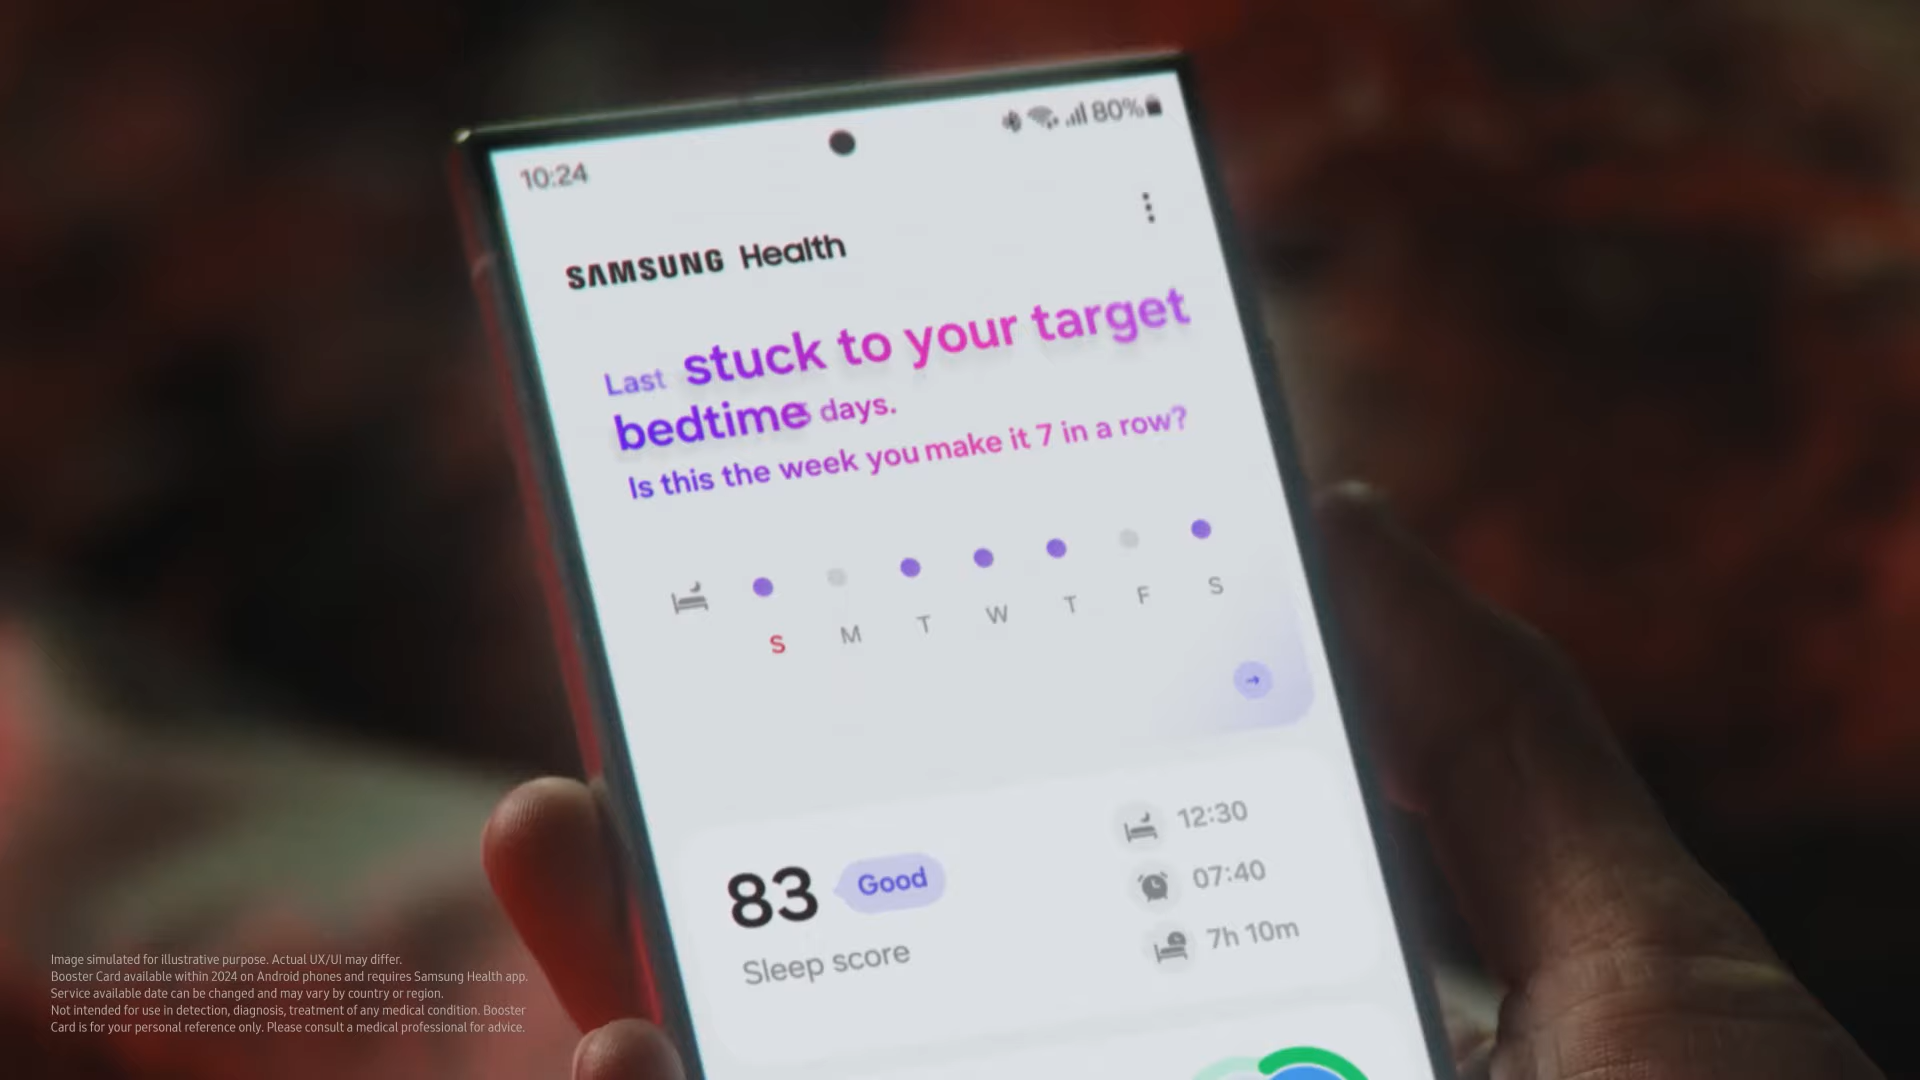 10:24
80%
SAMSUNG Health
Last stuck to your target
bedtime days.
Is this the week you make it 7 in a row?
S M T W T F S
12:30
83 Good
07:40
Sleep score
7h 10m
Image simulated for illustrative purpose. Actual UX/UI may differ.
Booster Card available within 2024 on Android phones and requires Samsung Health app.
Service available date can be changed and may vary by country or region.
Not intended for use in detection, diagnosis, treatment of any medical condition. Booster
Card is for your personal reference only. Please consult a medical professional for advice.